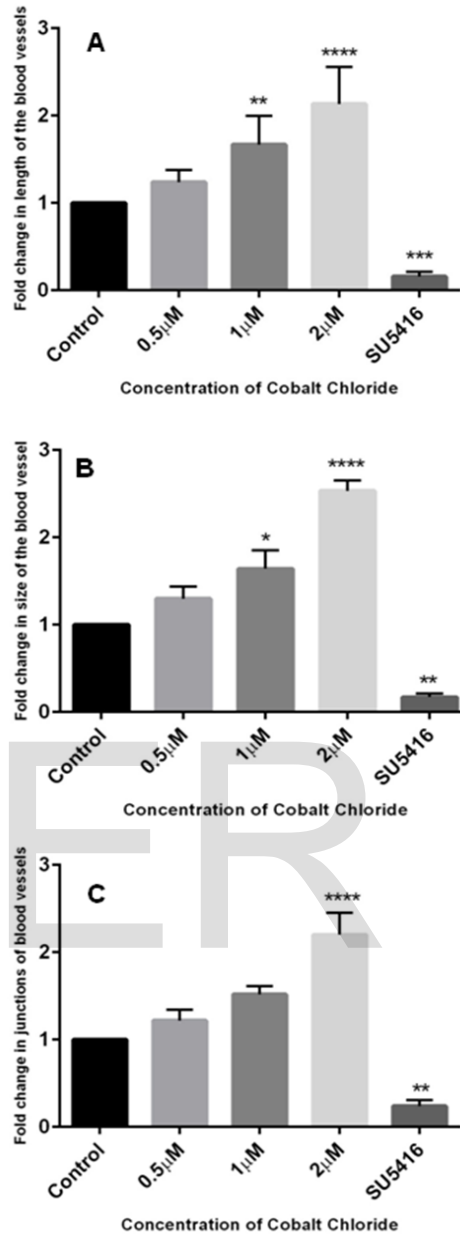 A
Fold change in length of the blood vessels
3
2
1
0
**
****
***
Control
0.5µM
1µM
2µM
SU5416
Concentration of Cobalt Chloride
B
Fold change in size of the blood vessel
3
2
1
0
*
****
**
Control
0.5µM
1µM
2µM
SU5416
Concentration of Cobalt Chloride
C
Fold change in junctions of blood vessels
3
2
1
0
****
**
Control
0.5µM
1µM
2µM
SU5416
Concentration of Cobalt Chloride
ER